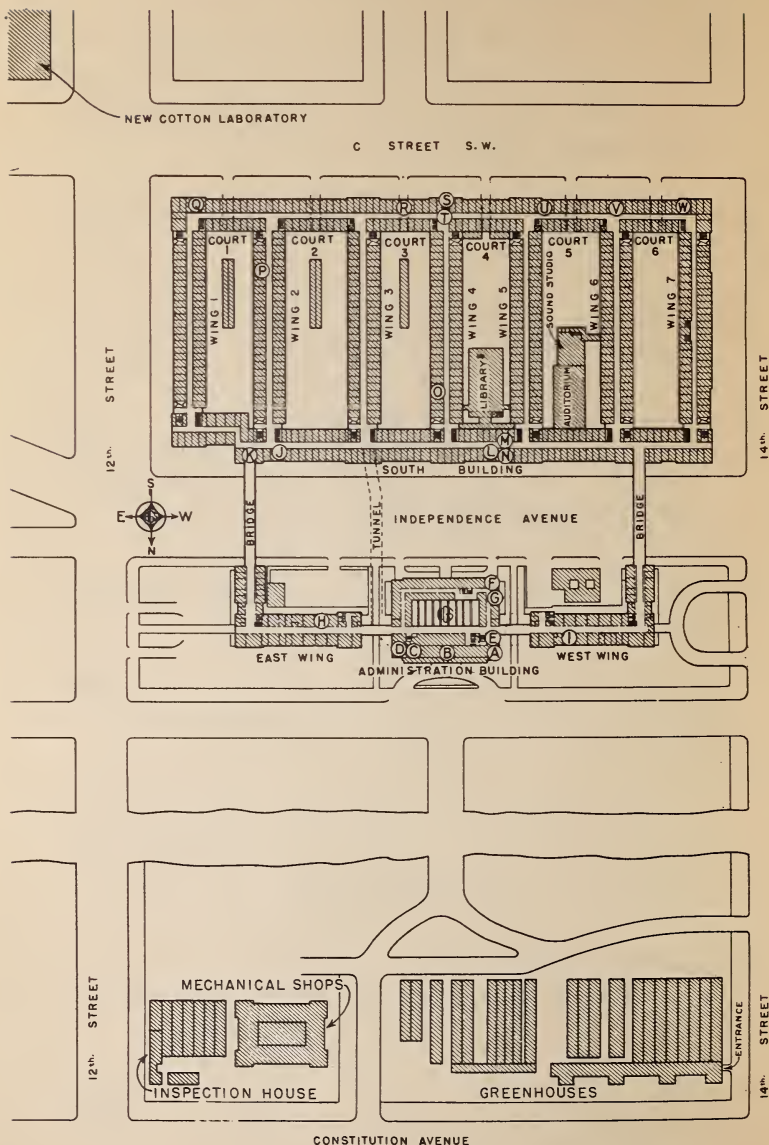 NEW COTTON LABORATORY
C STREET S.W.
Q
R
S
T
U
V
W
COURT 1
COURT 2
COURT 3
COURT 4
COURT 5
COURT 6
P
WING 1
WING 2
WING 3
WING 4
WING 5
SOUND STUDIO
WING 6
WING 7
12th. STREET
14th. STREET
LIBRARY
AUDITORIUM
O
M
K
J
L
N
SOUTH BUILDING
S
E
W
N
BRIDGE
TUNNEL
INDEPENDENCE AVENUE
BRIDGE
F
G
H
D
C
B
E
A
I
EAST WING
ADMINISTRATION BUILDING
WEST WING
12th. STREET
MECHANICAL SHOPS
INSPECTION HOUSE
GREENHOUSES
ENTRANCE
14th. STREET
CONSTITUTION AVENUE